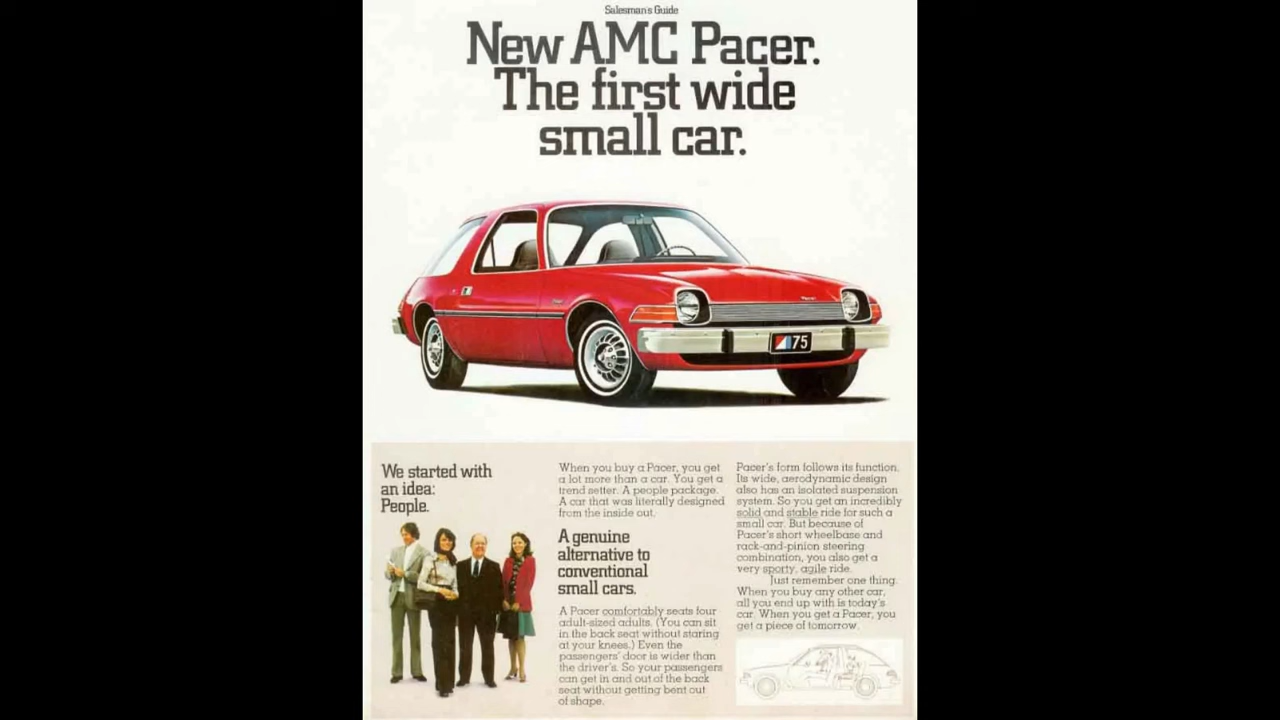 Salesman's Guide
New AMC Pacer.
The first wide
small car.
Pacer
75
We started with
an idea:
People.
When you buy a Pacer, you get
a lot more than a car. You get a
trend setter. A people package.
A car that was literally designed
from the inside out.
A genuine
alternative to
conventional
small cars.
A Pacer comfortably seats four
adult-sized adults. (You can sit
in the back seat without staring
at your knees.) Even the
passengers' door is wider than
the driver's. So your passengers
can get in and out of the back
seat without getting bent out
of shape.
Pacer's form follows its function.
Its wide, aerodynamic design
also has an isolated suspension
system. So you get an incredibly
solid and stable ride for such a
small car. But because of
Pacer's short wheelbase and
rack-and-pinion steering
combination, you also get a
very sporty, agile ride.
Just remember one thing.
When you buy any other car,
all you end up with is today's
car. When you get a Pacer, you
get a piece of tomorrow.